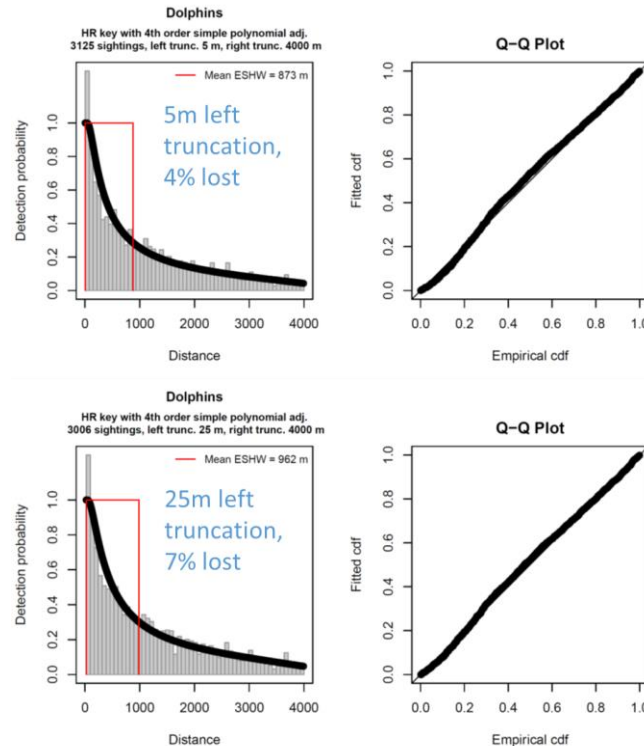 Dolphins
HR key with 4th order simple polynomial adj.
3125 sightings, left trunc. 5 m, right trunc. 4000 m
Mean ESHW = 873 m
5m left
truncation,
4% lost
Detection probability
0.0 0.2 0.4 0.6 0.8 1.0
0 1000 2000 3000 4000
Distance
Q−Q Plot
Fitted cdf
0.0 0.2 0.4 0.6 0.8 1.0
0.0 0.2 0.4 0.6 0.8 1.0
Empirical cdf
Dolphins
HR key with 4th order simple polynomial adj.
3006 sightings, left trunc. 25 m, right trunc. 4000 m
Mean ESHW = 962 m
25m left
truncation,
7% lost
Detection probability
0.0 0.2 0.4 0.6 0.8 1.0
0 1000 2000 3000 4000
Distance
Q−Q Plot
Fitted cdf
0.0 0.2 0.4 0.6 0.8 1.0
0.0 0.2 0.4 0.6 0.8 1.0
Empirical cdf